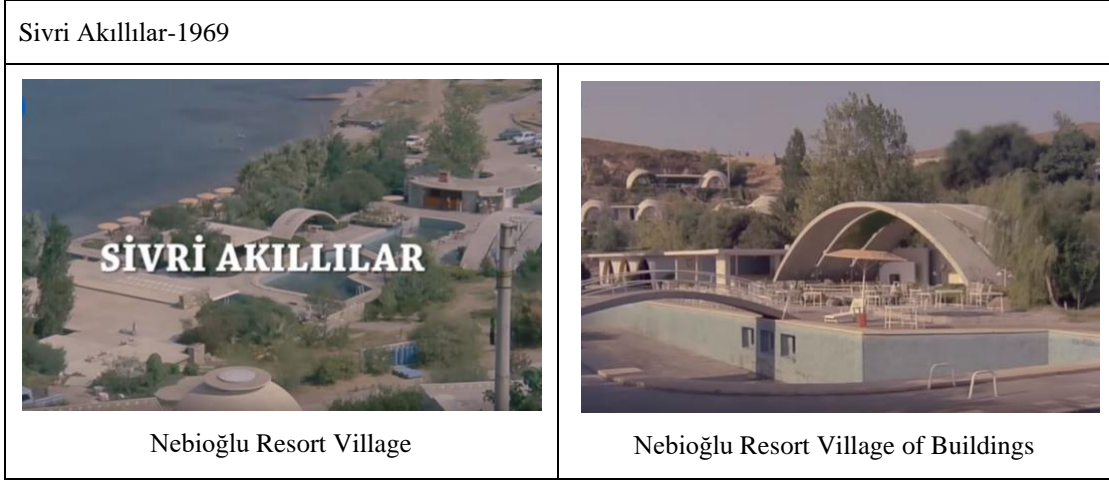 Sivri Akıllılar-1969
SİVRİ AKILLILAR
Nebioğlu Resort Village
Nebioğlu Resort Village of Buildings